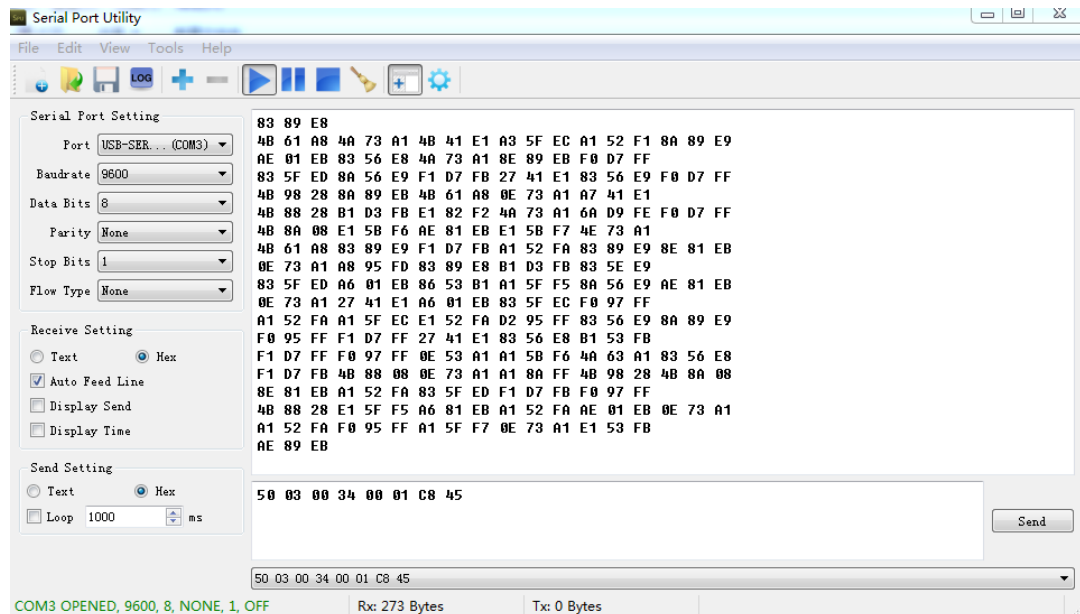 Serial Port Utility
File Edit View Tools Help
LOG
Serial Port Setting
Port USB-SER... (COM3)
Baudrate 9600
Data Bits 8
Parity None
Stop Bits 1
Flow Type None
Receive Setting
Text Hex
Auto Feed Line
Display Send
Display Time
Send Setting
Text Hex
Loop 1000 ms
83 89 E8
4B 61 A8 4A 73 A1 4B 41 E1 A3 5F EC A1 52 F1 8A 89 E9
AE 01 EB 83 56 E8 4A 73 A1 8E 89 EB F0 D7 FF
83 5F ED 8A 56 E9 F1 D7 FB 27 41 E1 83 56 E9 F0 D7 FF
4B 98 28 8A 89 EB 4B 61 A8 0E 73 A1 A7 41 E1
4B 88 28 B1 D3 FB E1 82 F2 4A 73 A1 6A D9 FE F0 D7 FF
4B 8A 08 E1 5B F6 AE 81 EB E1 5B F7 4E 73 A1
4B 61 A8 83 89 E9 F1 D7 FB A1 52 FA 83 89 E9 8E 81 EB
0E 73 A1 A8 95 FD 83 89 E8 B1 D3 FB 83 5E E9
83 5F ED A6 01 EB 86 53 B1 A1 5F F5 8A 56 E9 AE 81 EB
0E 73 A1 27 41 E1 A6 01 EB 83 5F EC F0 97 FF
A1 52 FA A1 5F EC E1 52 FA D2 95 FF 83 56 E9 8A 89 E9
F0 95 FF F1 D7 FF 27 41 E1 83 56 E8 B1 53 FB
F1 D7 FF F0 97 FF 0E 53 A1 A1 5B F6 4A 63 A1 83 56 E8
F1 D7 FB 4B 88 08 0E 73 A1 A1 8A FF 4B 98 28 4B 8A 08
8E 81 EB A1 52 FA 83 5F ED F1 D7 FB F0 97 FF
4B 88 28 E1 5F F5 A6 81 EB A1 52 FA AE 01 EB 0E 73 A1
A1 52 FA F0 95 FF A1 5F F7 0E 73 A1 E1 53 FB
AE 89 EB
50 03 00 34 00 01 C8 45
Send
50 03 00 34 00 01 C8 45
COM3 OPENED, 9600, 8, NONE, 1, OFF Rx: 273 Bytes Tx: 0 Bytes